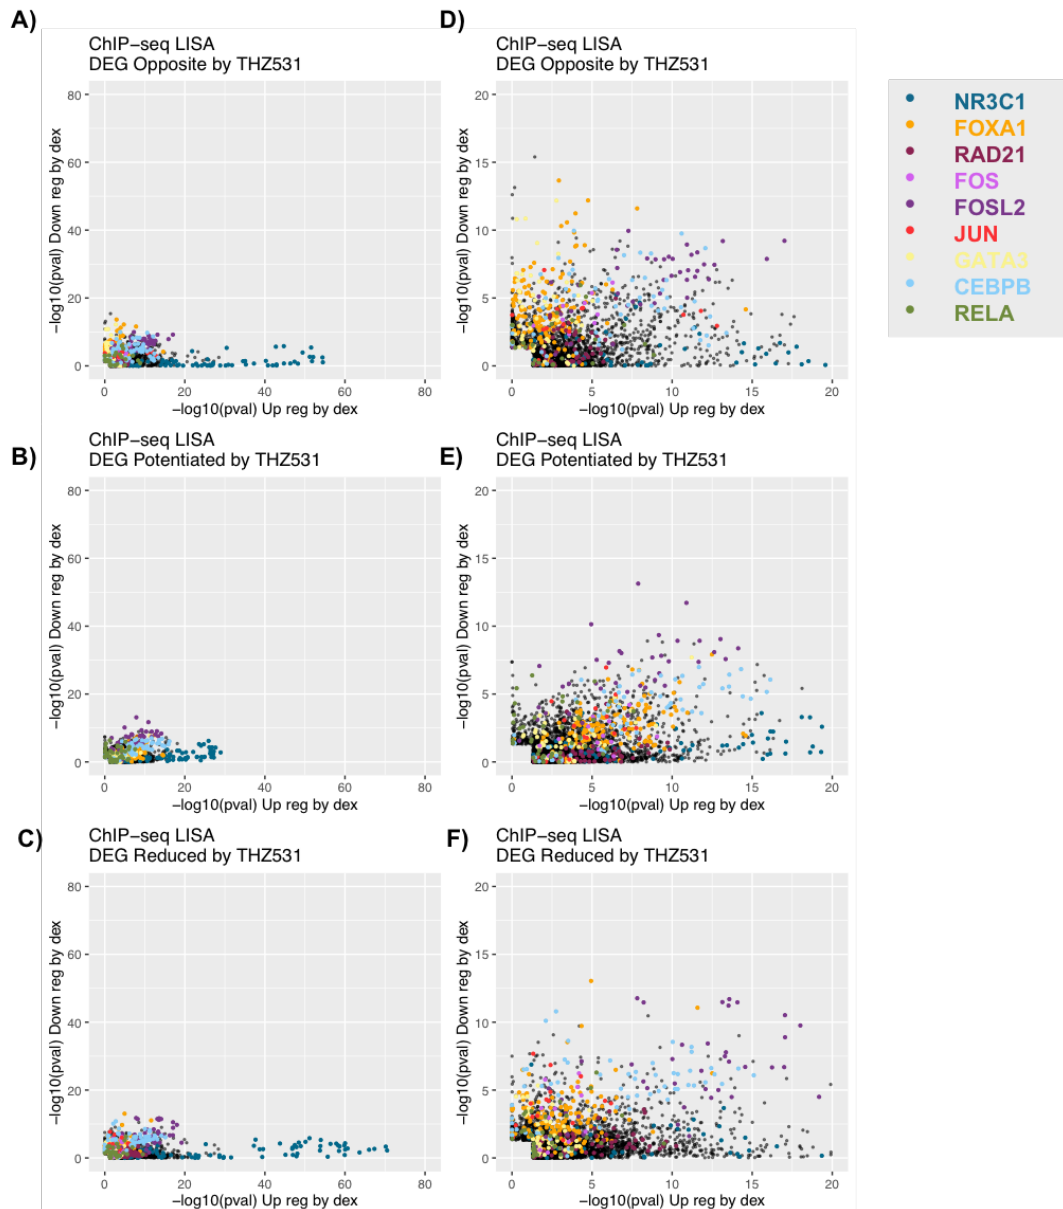 A)
ChIP−seq LISA
DEG Opposite by THZ531
80
60
40
20
0
0 20 40 60 80
−log10(pval) Down reg by dex
−log10(pval) Up reg by dex
D)
ChIP−seq LISA
DEG Opposite by THZ531
20
15
10
5
0
0 5 10 15 20
−log10(pval) Down reg by dex
−log10(pval) Up reg by dex
NR3C1
FOXA1
RAD21
FOS
FOSL2
JUN
GATA3
CEBPB
RELA
B)
ChIP−seq LISA
DEG Potentiated by THZ531
80
60
40
20
0
0 20 40 60 80
−log10(pval) Down reg by dex
−log10(pval) Up reg by dex
E)
ChIP−seq LISA
DEG Potentiated by THZ531
20
15
10
5
0
0 5 10 15 20
−log10(pval) Down reg by dex
−log10(pval) Up reg by dex
C)
ChIP−seq LISA
DEG Reduced by THZ531
80
60
40
20
0
0 20 40 60 80
−log10(pval) Down reg by dex
−log10(pval) Up reg by dex
F)
ChIP−seq LISA
DEG Reduced by THZ531
20
15
10
5
0
0 5 10 15 20
−log10(pval) Down reg by dex
−log10(pval) Up reg by dex